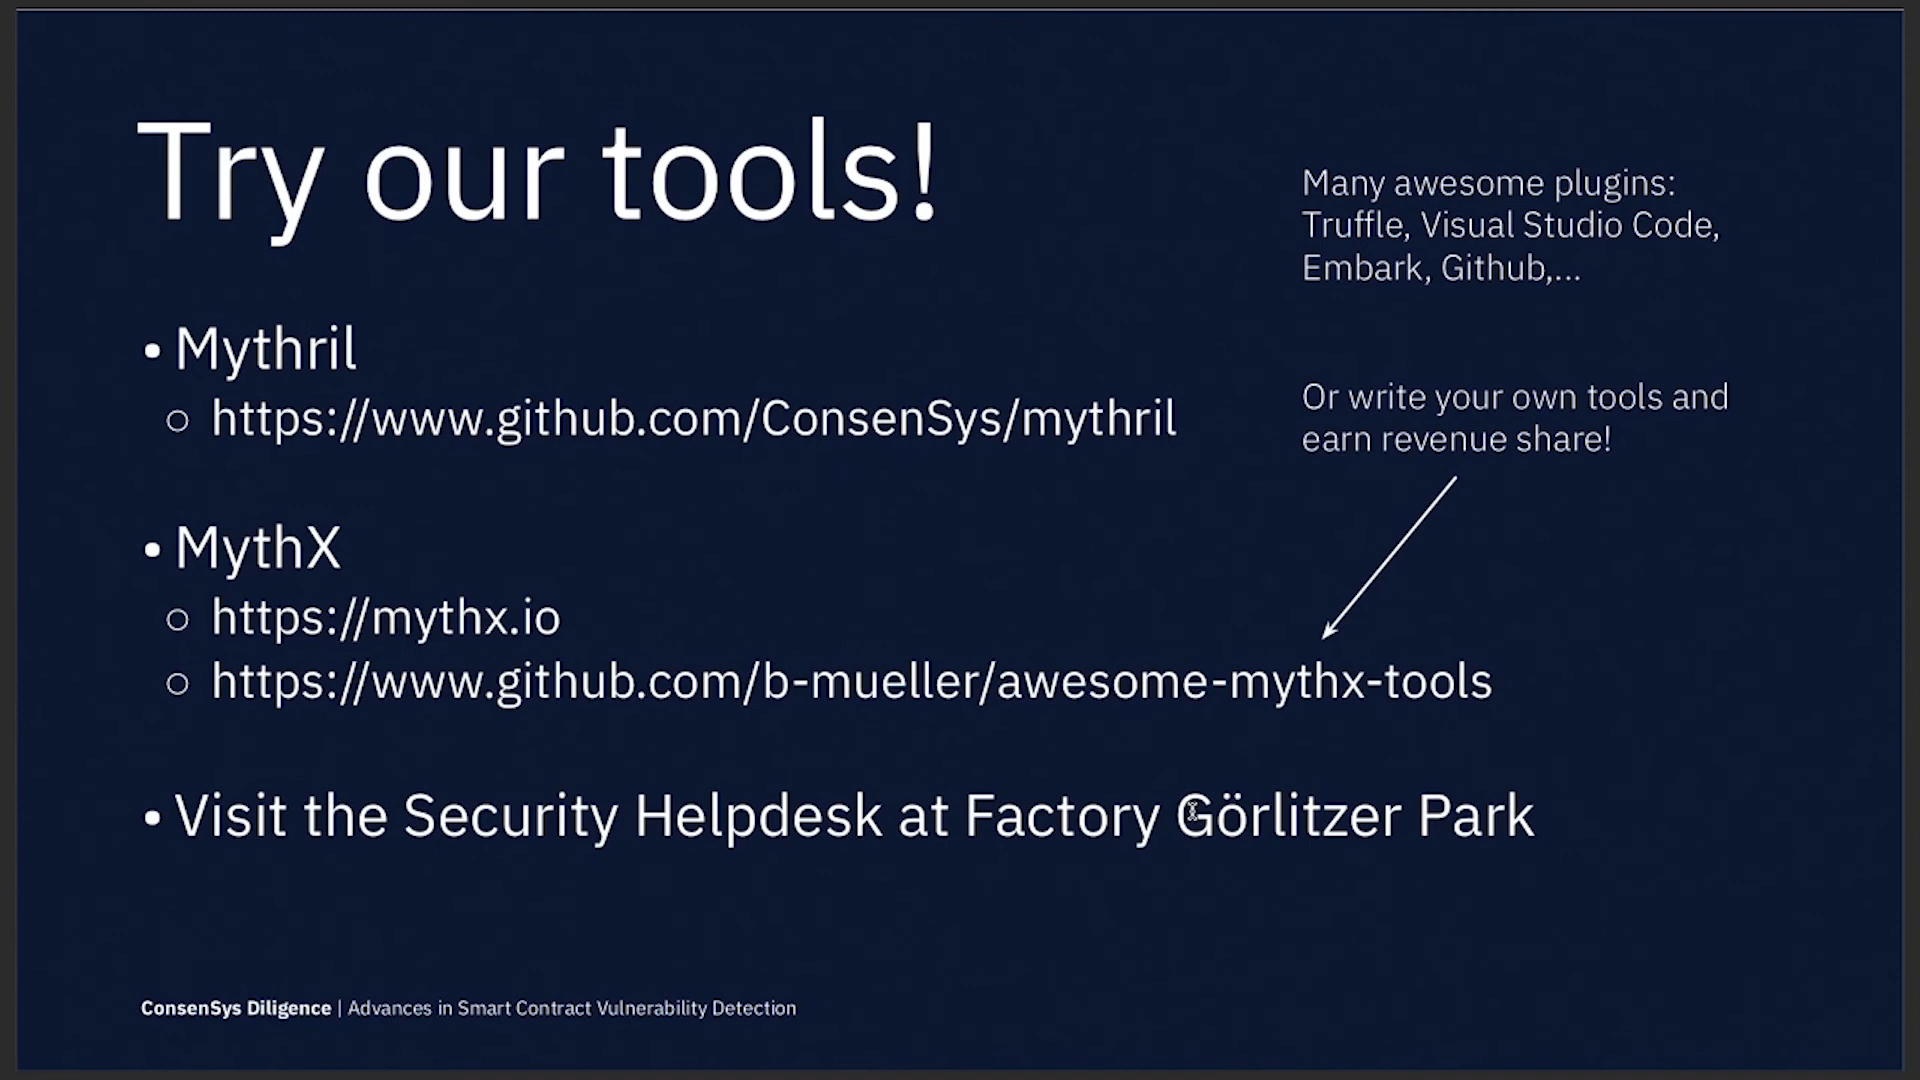 Try our tools!
Many awesome plugins:
Truffle, Visual Studio Code,
Embark, Github,...
• Mythril
○ https://www.github.com/ConsenSys/mythril
Or write your own tools and
earn revenue share!
• MythX
○ https://mythx.io
○ https://www.github.com/b-mueller/awesome-mythx-tools
• Visit the Security Helpdesk at Factory Görlitzer Park
ConsenSys Diligence | Advances in Smart Contract Vulnerability Detection